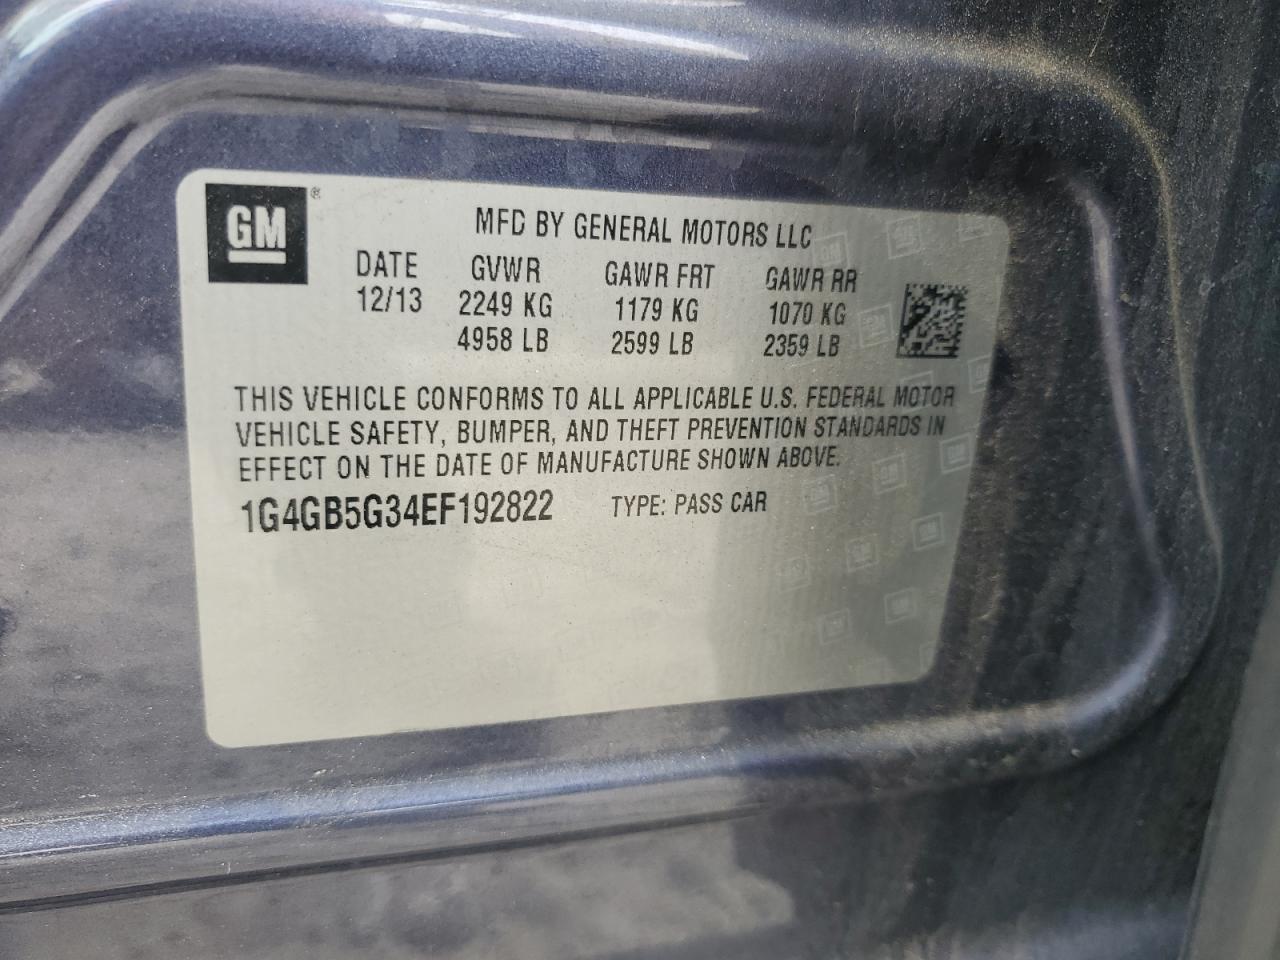 GM ®
MFD BY GENERAL MOTORS LLC
DATE GVWR GAWR FRT GAWR RR
12/13 2249 KG 1179 KG 1070 KG
4958 LB 2599 LB 2359 LB
THIS VEHICLE CONFORMS TO ALL APPLICABLE U.S. FEDERAL MOTOR
VEHICLE SAFETY, BUMPER, AND THEFT PREVENTION STANDARDS IN
EFFECT ON THE DATE OF MANUFACTURE SHOWN ABOVE.
1G4GB5G34EF192822 TYPE: PASS CAR